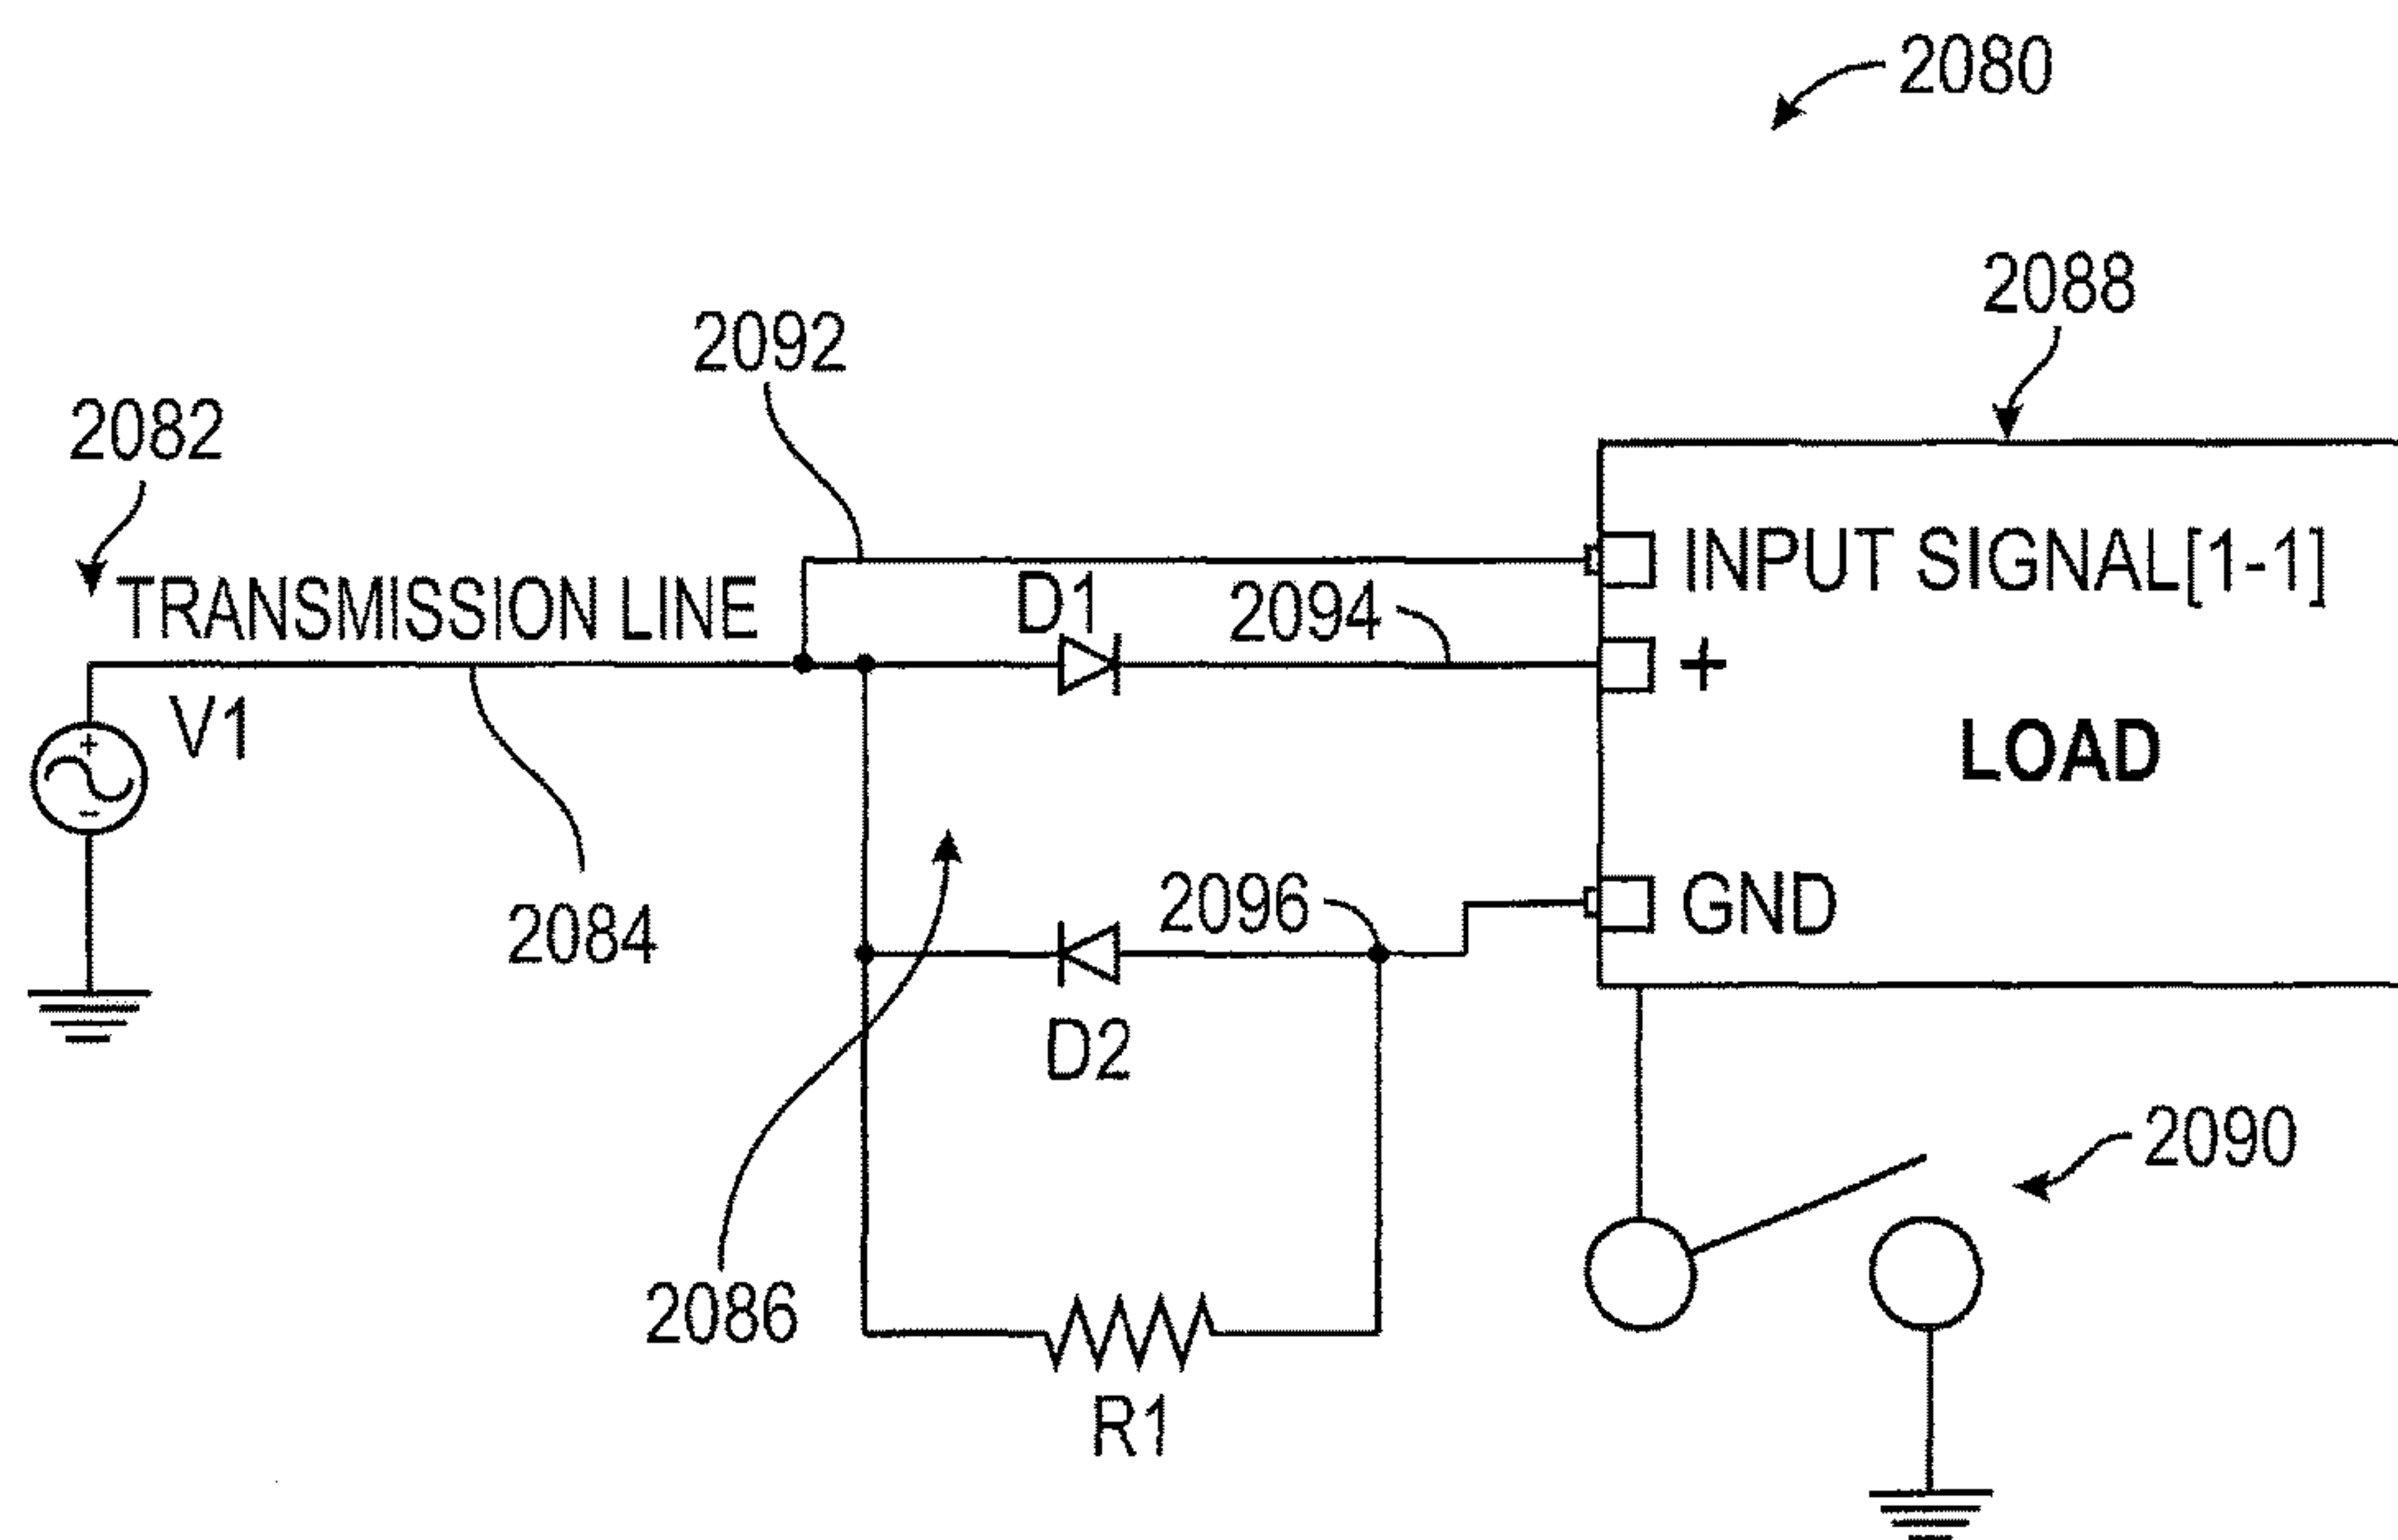 2080
2088
2092
2082
INPUT SIGNAL[1-1]
D1
2094
TRANSMISSION LINE
+
V1
LOAD
+
-
2096
GND
2084
D2
2090
2086
R1